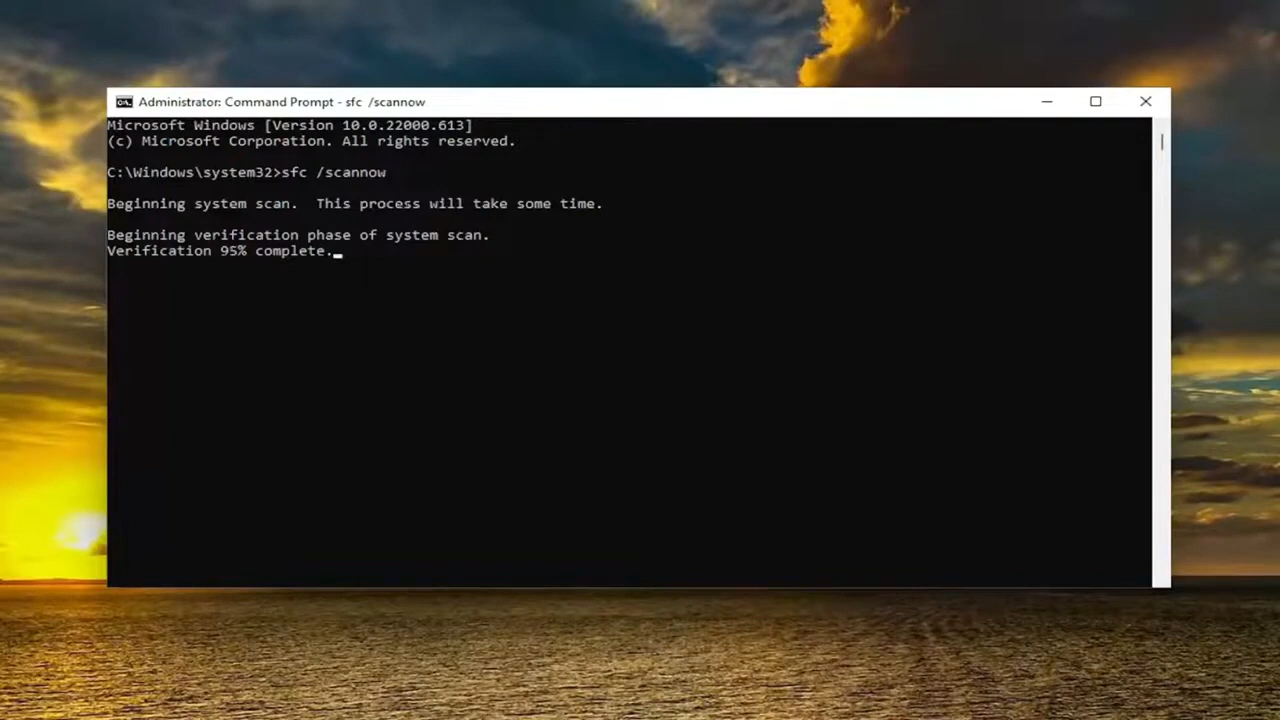 Administrator: Command Prompt - sfc  /scannow
Microsoft Windows [Version 10.0.22000.613]
(c) Microsoft Corporation. All rights reserved.
C:\Windows\system32>sfc /scannow
Beginning system scan.  This process will take some time.
Beginning verification phase of system scan.
Verification 95% complete.